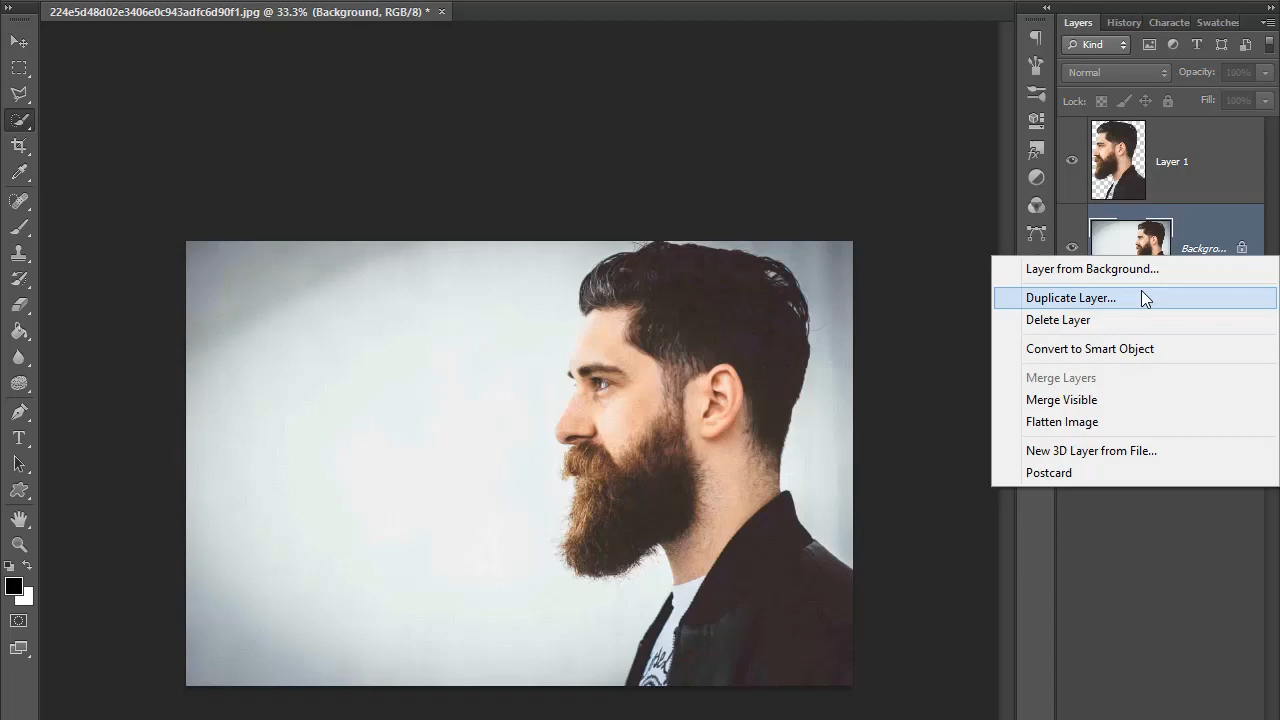 224e5d48d02e3406e0c943adfc6d90f1.jpg @ 33.3% (Background, RGB/8) *
Layers History Characte Swatches
Kind
Normal Opacity: 100%
Lock: Fill: 100%
Layer 1
Backgro...
Layer from Background...
Duplicate Layer...
Delete Layer
Convert to Smart Object
Merge Layers
Merge Visible
Flatten Image
New 3D Layer from File...
Postcard